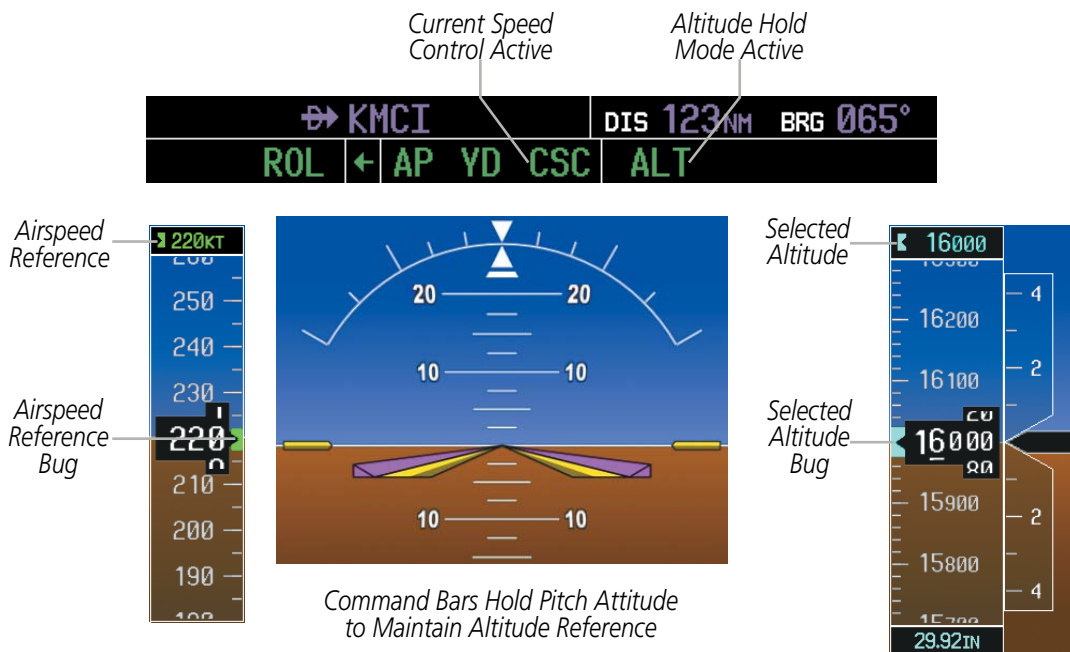 Current Speed
Control Active
Altitude Hold
Mode Active
KMCI DIS 123NM BRG 065°
ROL AP YD CSC ALT
Airspeed
Reference
220KT
250
240
230
220
210
200
190
Airspeed
Reference
Bug
20 20
10 10
10 10
Command Bars Hold Pitch Attitude
to Maintain Altitude Reference
Selected
Altitude
16000
16200
16100
20
16000
80
15900
15800
Selected
Altitude
Bug
4
2
2
4
29.92IN